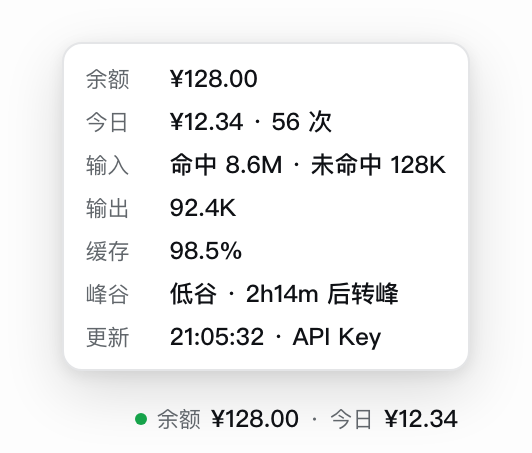 余额 ¥128.00
今日 ¥12.34 · 56 次
输入 命中 8.6M · 未命中 128K
输出 92.4K
缓存 98.5%
峰谷 低谷 · 2h14m 后转峰
更新 21:05:32 · API Key
余额 ¥128.00 · 今日 ¥12.34